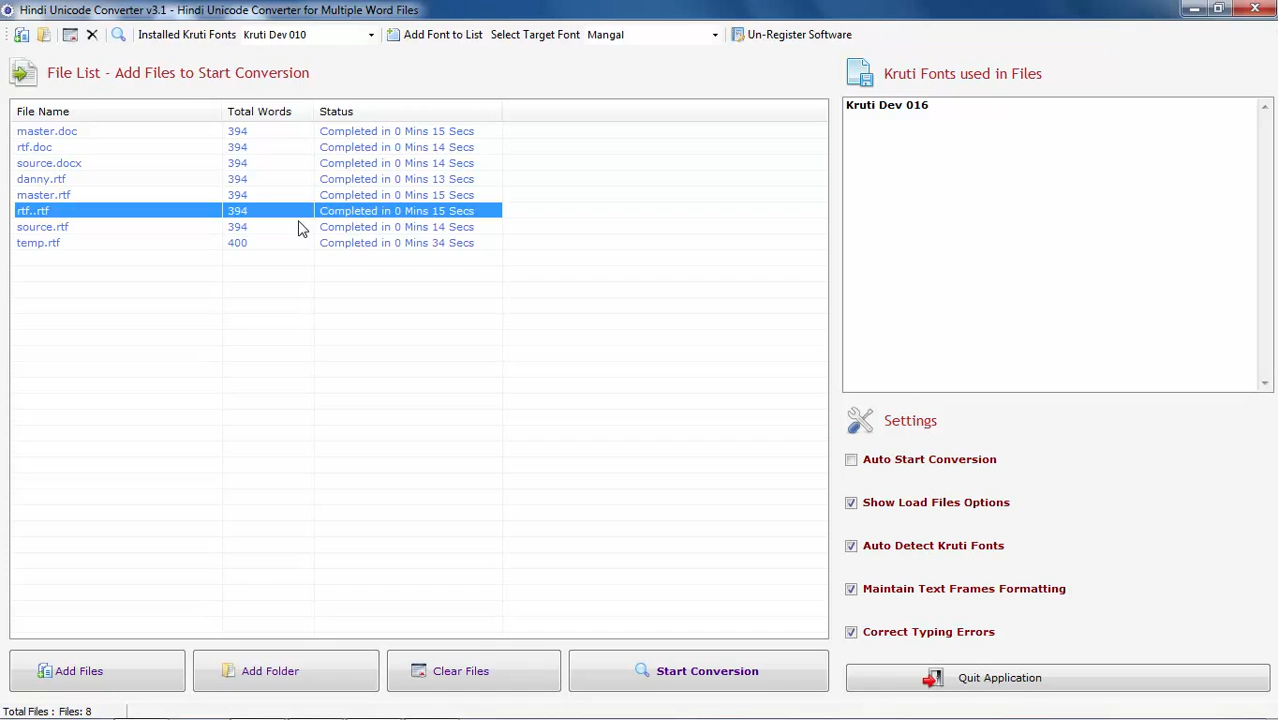 Hindi Unicode Converter v3.1 - Hindi Unicode Converter for Multiple Word Files
Installed Kruti Fonts Kruti Dev 010 Add Font to List Select Target Font Mangal Un-Register Software
File List - Add Files to Start Conversion
Kruti Fonts used in Files
File Name Total Words Status
Kruti Dev 016
master.doc 394 Completed in 0 Mins 15 Secs
rtf.doc 394 Completed in 0 Mins 14 Secs
source.docx 394 Completed in 0 Mins 14 Secs
danny.rtf 394 Completed in 0 Mins 13 Secs
master.rtf 394 Completed in 0 Mins 15 Secs
rtf..rtf 394 Completed in 0 Mins 15 Secs
source.rtf 394 Completed in 0 Mins 14 Secs
temp.rtf 400 Completed in 0 Mins 34 Secs
Settings
Auto Start Conversion
Show Load Files Options
Auto Detect Kruti Fonts
Maintain Text Frames Formatting
Correct Typing Errors
Add Files Add Folder Clear Files Start Conversion Quit Application
Total Files : Files: 8